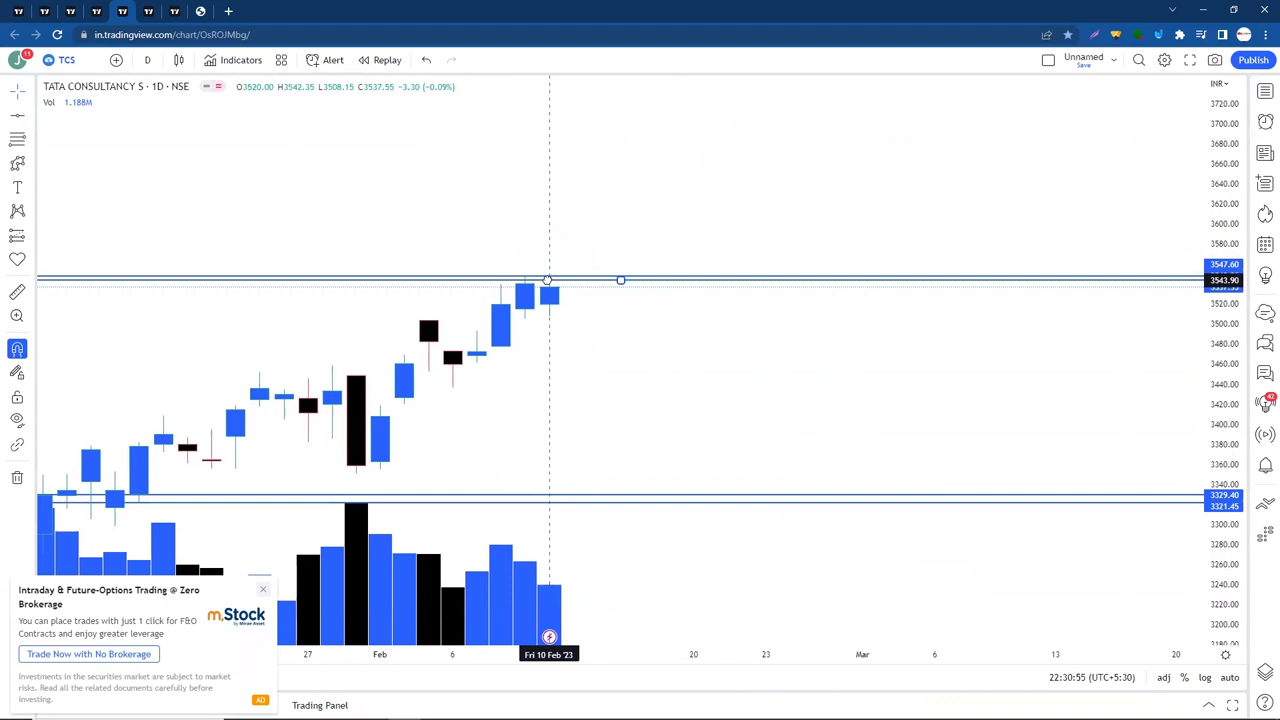 in.tradingview.com/chart/OsROJMbg/
J
11
TCS
D
Indicators
Alert
Replay
Unnamed
Save
Publish
TATA CONSULTANCY S · 1D · NSE
O3520.00 H3542.35 L3508.15 C3537.55 −3.30 (−0.09%)
INR
Vol 1.188M
3720.00
3700.00
3680.00
3660.00
3640.00
3620.00
3600.00
3580.00
3547.60
3543.90
3520.00
3500.00
3480.00
3460.00
3440.00
3420.00
3400.00
3380.00
3360.00
3340.00
3329.40
3321.45
3300.00
3280.00
3260.00
3240.00
3220.00
3200.00
3180.00
42
Intraday & Future-Options Trading @ Zero
Brokerage
You can place trades with just 1 click for F&O
Contracts and enjoy greater leverage
m.Stock
by Mirae Asset
Trade Now with No Brokerage
Investments in the securities market are subject to market
risks. Read all the related documents carefully before
investing.
AD
27
Feb
6
Fri 10 Feb '23
20
23
Mar
6
13
20
22:30:55 (UTC+5:30)
adj
%
log
auto
Trading Panel